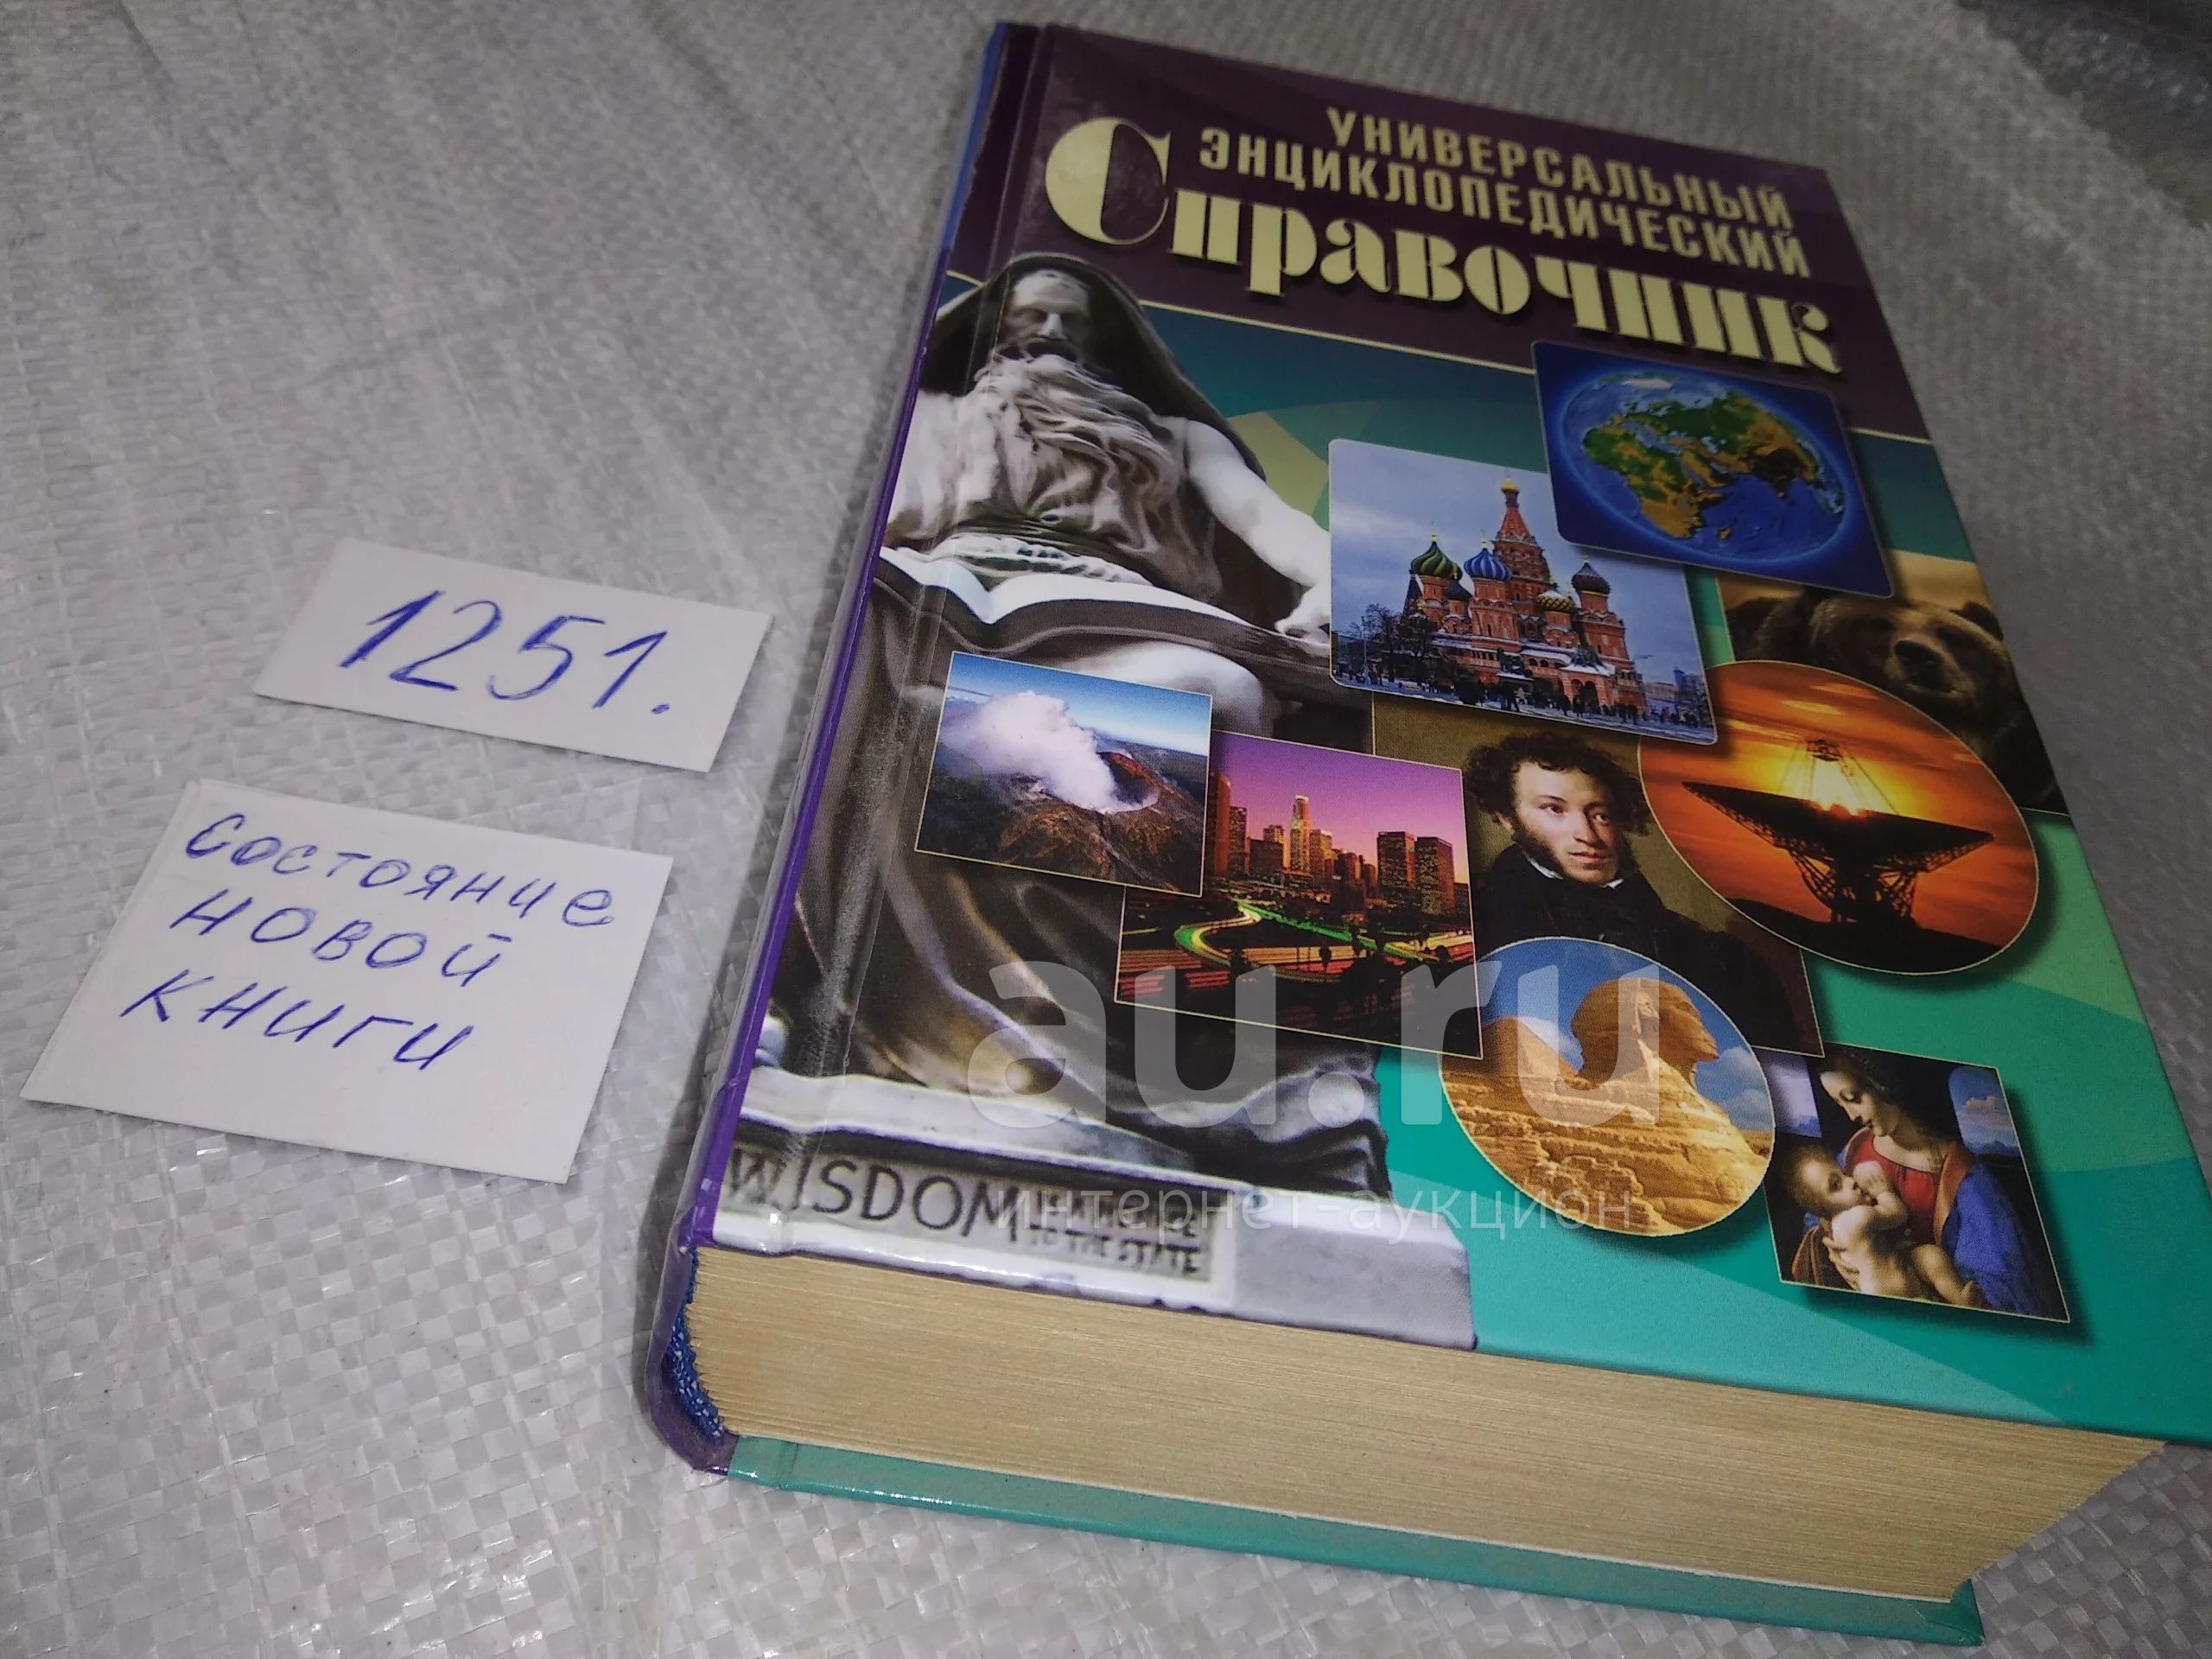 УНИВЕРСАЛЬНЫЙ
ЭНЦИКЛОПЕДИЧЕСКИЙ
Справочник
1251.
состояние
новой
книги
WISDOM
TO THE STATE
au.ru
интернет-аукцион